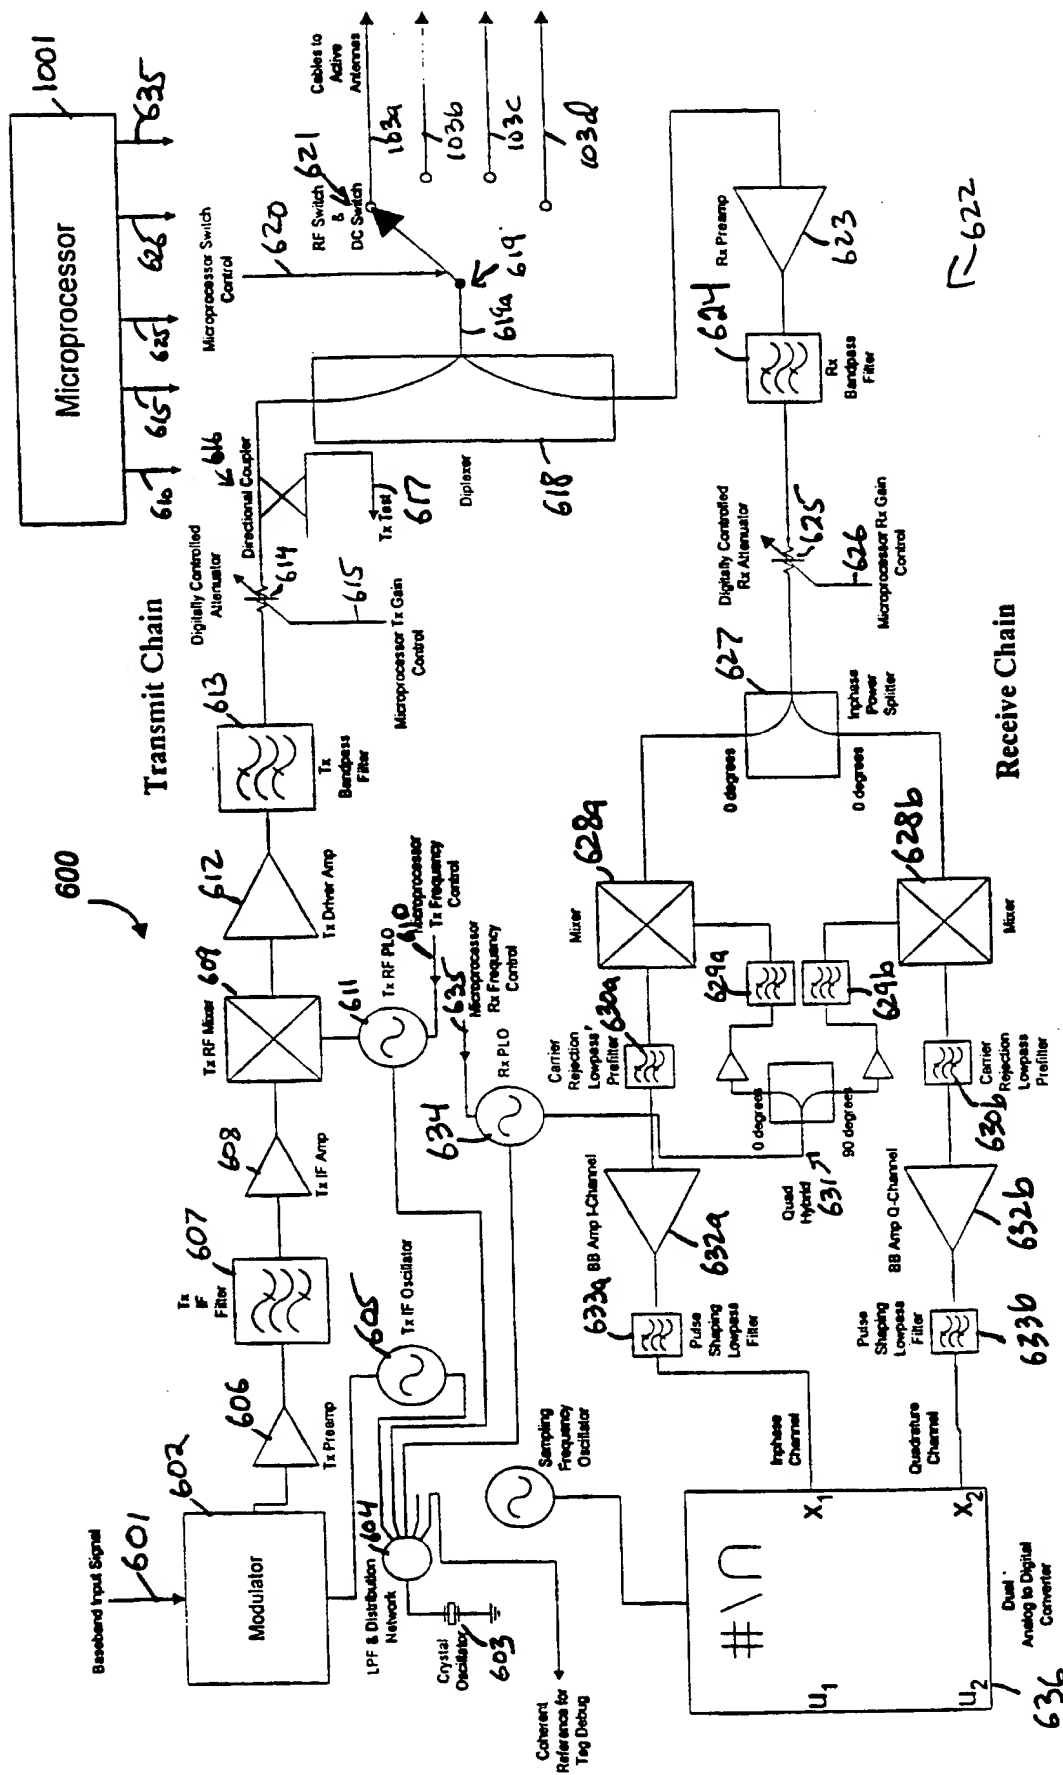 600
Transmit Chain
Baseband Input Signal
601
602
Modulator
606
Tx Preamp
607
Tx
IF
Filter
608
Tx IF Amp
609
Tx RF Mixer
612
Tx Driver Amp
613
Tx
Bandpass
Filter
Digitally Controlled
Attenuator
614
615
Microprocessor Tx Gain
Control
616
Directional Coupler
Tx Test
617
Diplexer
618
Microprocessor
1001
610
615
625
626
635
Microprocessor Switch
Control
620
RF Switch
&
DC Switch
621
619
619a
Cables to
Active
Antennas
103a
103b
103c
103d
LPF & Distribution
Network
604
Crystal
Oscillator
603
Coherent
Reference for
Tag Debug
605
Tx IF Oscillator
611
Tx RF PLO
610
Microprocessor
Tx Frequency
Control
635
Microprocessor
Rx Frequency
Control
634
Rx PLO
Sampling
Frequency
Oscillator
622
Rx Preamp
623
624
Rx
Bandpass
Filter
Digitally Controlled
Rx Attenuator
625
626
Microprocessor Rx Gain
Control
627
Inphase
Power
Splitter
0 degrees
0 degrees
Mixer
628a
628b
Mixer
629a
629b
Carrier
Rejection
Lowpass
Prefilter
630a
Carrier
Rejection
Lowpass
Prefilter
630b
0 degrees
90 degrees
Quad
Hybrid
631
BB Amp I-Channel
632a
BB Amp Q-Channel
632b
633a
Pulse
Shaping
Lowpass
Filter
Pulse
Shaping
Lowpass
Filter
633b
Inphase
Channel
Quadrature
Channel
# \ ∩
u1
u2
x1
x2
Dual
Analog to Digital
Converter
636
Receive Chain